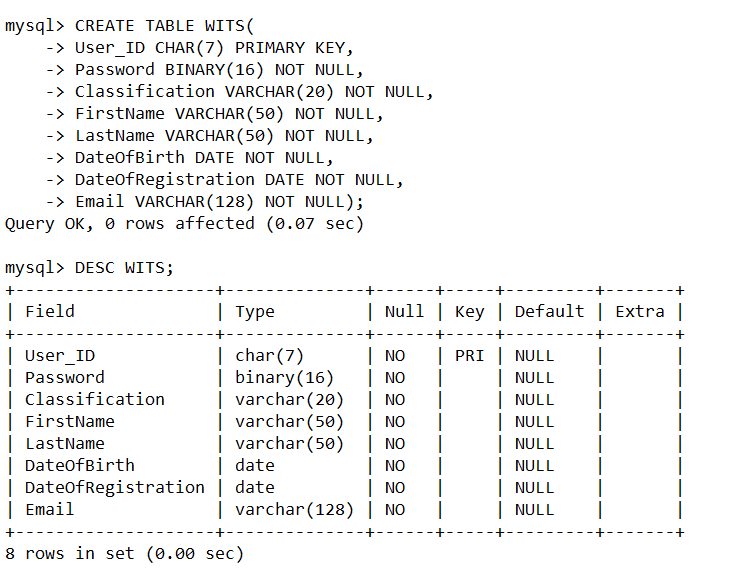 mysql> CREATE TABLE WITS(
    -> User_ID CHAR(7) PRIMARY KEY,
    -> Password BINARY(16) NOT NULL,
    -> Classification VARCHAR(20) NOT NULL,
    -> FirstName VARCHAR(50) NOT NULL,
    -> LastName VARCHAR(50) NOT NULL,
    -> DateOfBirth DATE NOT NULL,
    -> DateOfRegistration DATE NOT NULL,
    -> Email VARCHAR(128) NOT NULL);
Query OK, 0 rows affected (0.07 sec)

mysql> DESC WITS;
+--------------------+--------------+------+-----+---------+-------+
| Field              | Type         | Null | Key | Default | Extra |
+--------------------+--------------+------+-----+---------+-------+
| User_ID            | char(7)      | NO   | PRI | NULL    |       |
| Password           | binary(16)   | NO   |     | NULL    |       |
| Classification     | varchar(20)  | NO   |     | NULL    |       |
| FirstName          | varchar(50)  | NO   |     | NULL    |       |
| LastName           | varchar(50)  | NO   |     | NULL    |       |
| DateOfBirth        | date         | NO   |     | NULL    |       |
| DateOfRegistration | date         | NO   |     | NULL    |       |
| Email              | varchar(128) | NO   |     | NULL    |       |
+--------------------+--------------+------+-----+---------+-------+
8 rows in set (0.00 sec)